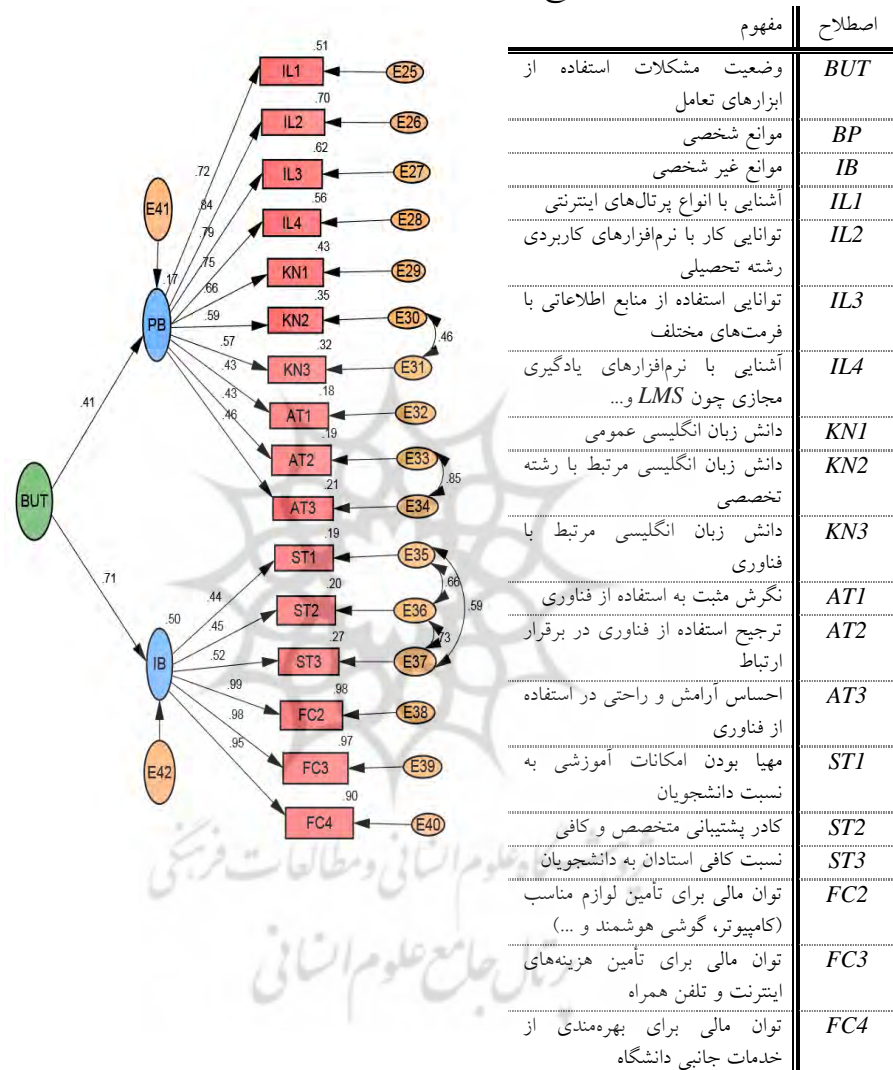 اصطلاح مفهوم
BUT وضعیت مشکلات استفاده از
ابزارهای تعامل
BP موانع شخصی
IB موانع غیر شخصی
IL1 آشنایی با انواع پرتال‌های اینترنتی
IL2 توانایی کار با نرم‌افزارهای کاربردی
رشته تحصیلی
IL3 توانایی استفاده از منابع اطلاعاتی با
فرمت‌های مختلف
IL4 آشنایی با نرم‌افزارهای یادگیری
مجازی چون LMS و...
KN1 دانش زبان انگلیسی عمومی
KN2 دانش زبان انگلیسی مرتبط با رشته
تخصصی
KN3 دانش زبان انگلیسی مرتبط با
فناوری
AT1 نگرش مثبت به استفاده از فناوری
AT2 ترجیح استفاده از فناوری در برقرار
ارتباط
AT3 احساس آرامش و راحتی در استفاده
از فناوری
ST1 مهیا بودن امکانات آموزشی به
نسبت دانشجویان
ST2 کادر پشتیبانی متخصص و کافی
ST3 نسبت کافی استادان به دانشجویان
FC2 توان مالی برای تأمین لوازم مناسب
(کامپیوتر، گوشی هوشمند و ...)
FC3 توان مالی برای تأمین هزینه‌های
اینترنت و تلفن همراه
FC4 توان مالی برای بهره‌مندی از
خدمات جانبی دانشگاه
.51
IL1 E25
.70
IL2 E26
.62
.72
IL3 E27
E41
.84
.56
.79
IL4 E28
.43
.75
.17
KN1 E29
.66
.35
PB
KN2 E30
.59
.46
.57
.32
KN3 E31
.43
.18
.41
.43
AT1 E32
.46
.19
AT2 E33
.85
.21
BUT
AT3 E34
.19
ST1 E35
.71
.66
.59
.44
.20
ST2 E36
.50
.45
.73
.27
IB
.52
ST3 E37
.99
.98
FC2 E38
.98
.97
E42
.95
FC3 E39
.90
FC4 E40
پژوهشگاه علوم انسانی و مطالعات فرهنگی
پرتال جامع علوم انسانی